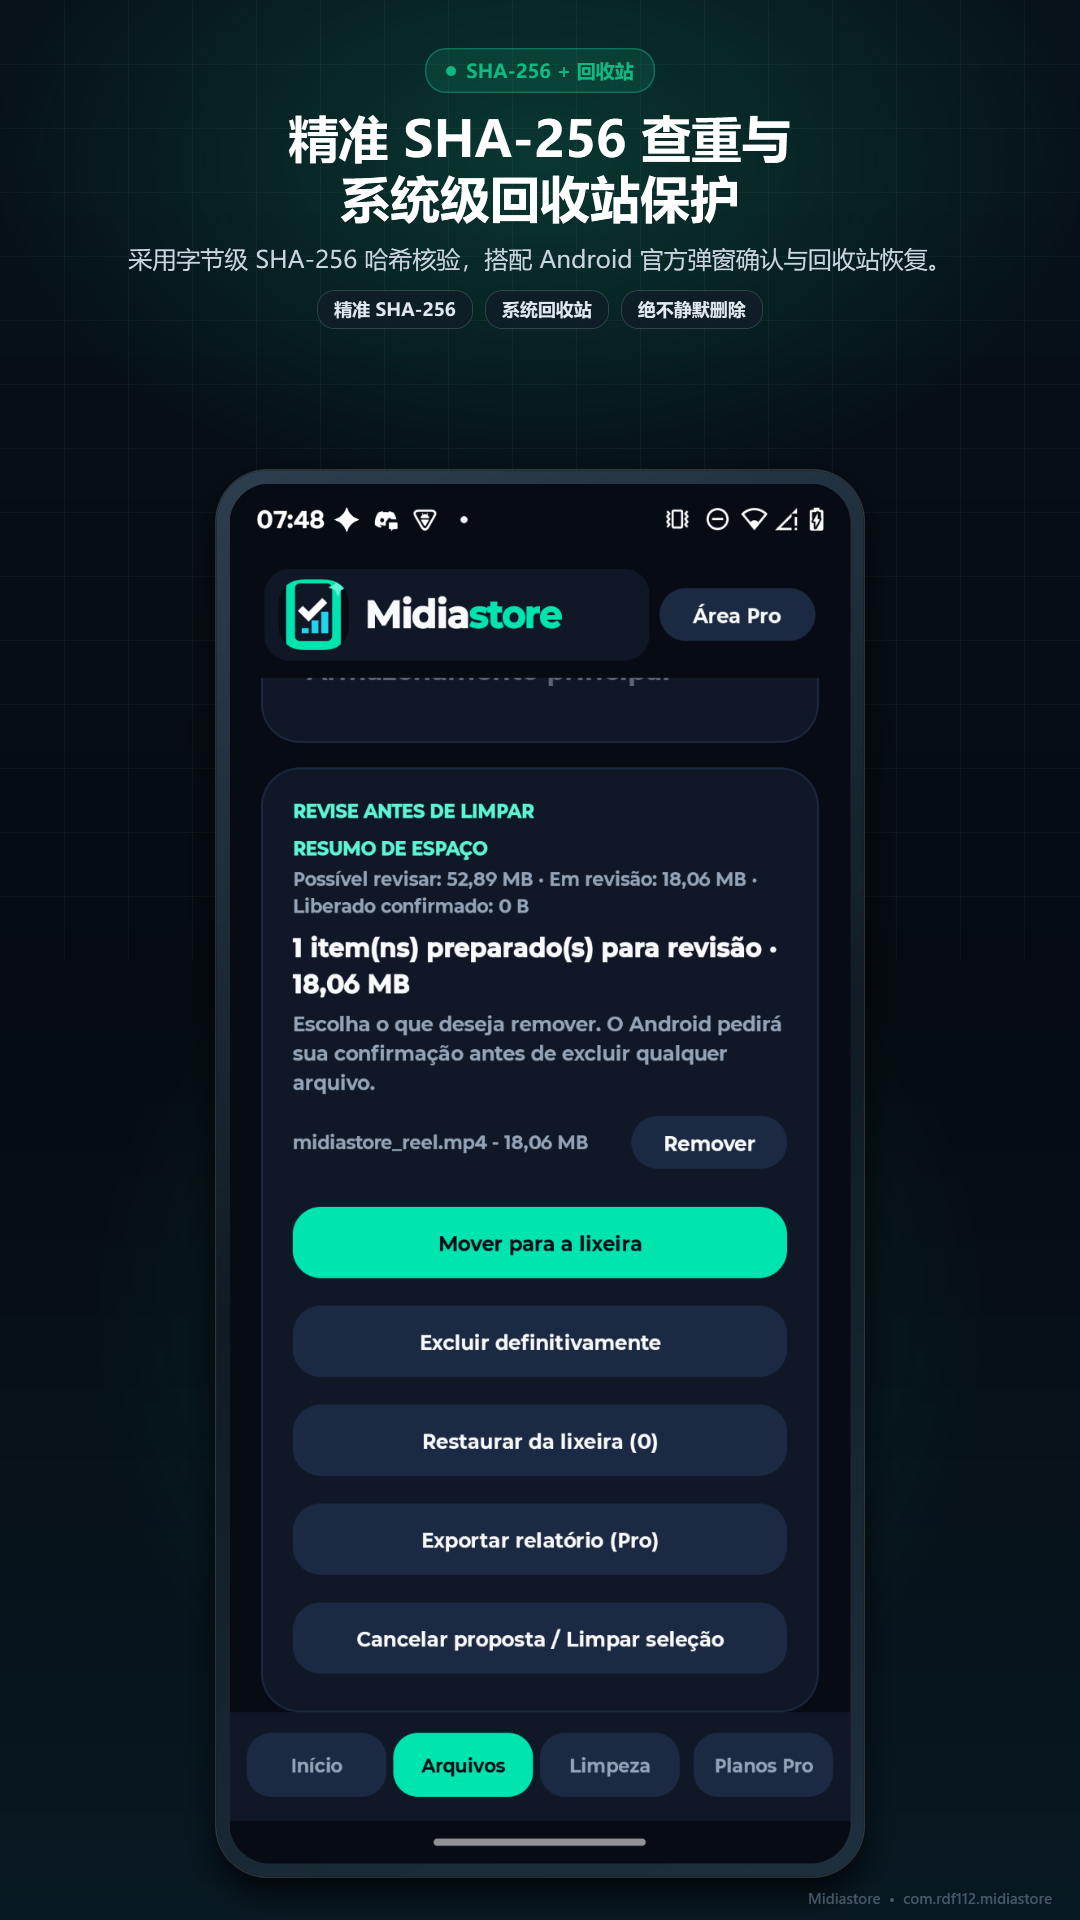 SHA-256 + 回收站
精准 SHA-256 查重与
系统级回收站保护
采用字节级 SHA-256 哈希核验，搭配 Android 官方弹窗确认与回收站恢复。
精准 SHA-256 系统回收站 绝不静默删除
07:48
Midiastore Área Pro
Armazenamento principal
REVISE ANTES DE LIMPAR
RESUMO DE ESPAÇO
Possível revisar: 52,89 MB · Em revisão: 18,06 MB ·
Liberado confirmado: 0 B
1 item(ns) preparado(s) para revisão ·
18,06 MB
Escolha o que deseja remover. O Android pedirá
sua confirmação antes de excluir qualquer
arquivo.
midiastore_reel.mp4 - 18,06 MB Remover
Mover para a lixeira
Excluir definitivamente
Restaurar da lixeira (0)
Exportar relatório (Pro)
Cancelar proposta / Limpar seleção
Início Arquivos Limpeza Planos Pro
Midiastore • com.rdf112.midiastore